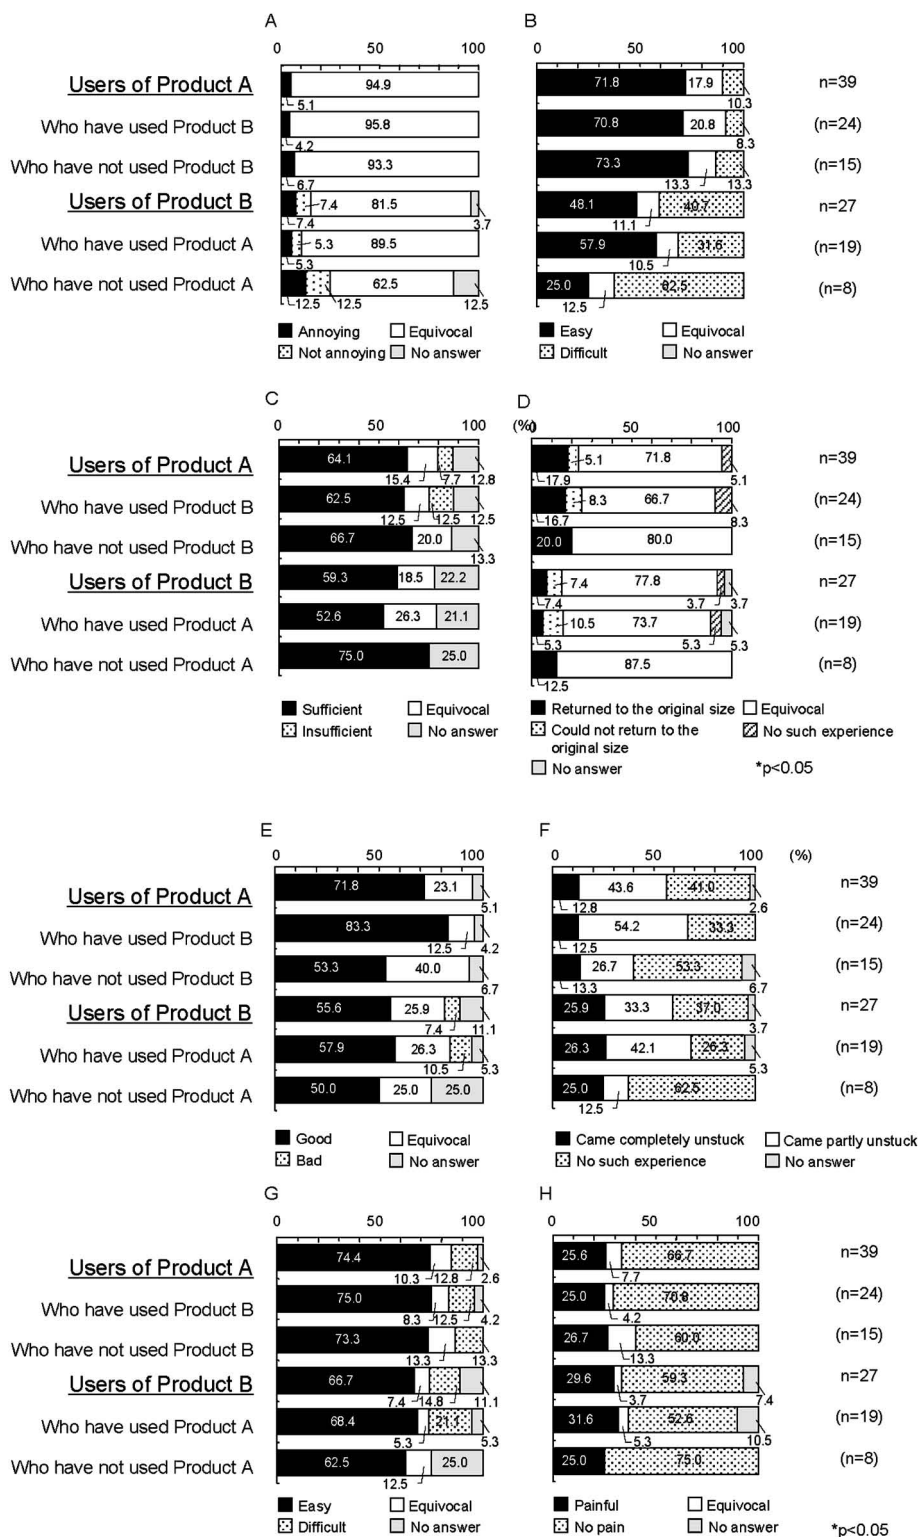 A
B
0 50 100
0 50 100
Users of Product A 94.9 5.1 71.8 17.9 10.3 n=39
Who have used Product B 95.8 4.2 70.8 20.8 8.3 (n=24)
Who have not used Product B 93.3 6.7 73.3 13.3 13.3 (n=15)
Users of Product B 7.4 7.4 81.5 3.7 48.1 11.1 40.7 n=27
Who have used Product A 5.3 5.3 89.5 57.9 10.5 31.6 (n=19)
Who have not used Product A 12.5 12.5 62.5 12.5 25.0 12.5 62.5 (n=8)
Annoying Equivocal Easy Equivocal
Not annoying No answer Difficult No answer
C
D
0 50 100
(%) 0 50 100
Users of Product A 64.1 15.4 7.7 12.8 17.9 5.1 71.8 5.1 n=39
Who have used Product B 62.5 12.5 12.5 12.5 16.7 8.3 66.7 8.3 (n=24)
Who have not used Product B 66.7 20.0 13.3 20.0 80.0 (n=15)
Users of Product B 59.3 18.5 22.2 7.4 7.4 77.8 3.7 3.7 n=27
Who have used Product A 52.6 26.3 21.1 5.3 10.5 73.7 5.3 5.3 (n=19)
Who have not used Product A 75.0 25.0 12.5 87.5 (n=8)
Sufficient Equivocal Returned to the original size Equivocal
Insufficient No answer Could not return to the No such experience
original size
No answer *p<0.05
E
F
0 50 100
0 50 100 (%)
Users of Product A 71.8 23.1 5.1 12.8 43.6 41.0 2.6 n=39
Who have used Product B 83.3 12.5 4.2 12.5 54.2 33.3 (n=24)
Who have not used Product B 53.3 40.0 6.7 13.3 26.7 53.3 6.7 (n=15)
Users of Product B 55.6 25.9 7.4 11.1 25.9 33.3 37.0 3.7 n=27
Who have used Product A 57.9 26.3 10.5 5.3 26.3 42.1 26.3 5.3 (n=19)
Who have not used Product A 50.0 25.0 25.0 25.0 12.5 62.5 (n=8)
Good Equivocal Came completely unstuck Came partly unstuck
Bad No answer No such experience No answer
G
H
0 50 100
0 50 100
Users of Product A 74.4 10.3 12.8 2.6 25.6 7.7 66.7 n=39
Who have used Product B 75.0 8.3 12.5 4.2 25.0 4.2 70.8 (n=24)
Who have not used Product B 73.3 13.3 13.3 26.7 13.3 60.0 (n=15)
Users of Product B 66.7 7.4 14.8 11.1 29.6 3.7 59.3 7.4 n=27
Who have used Product A 68.4 5.3 21.1 5.3 31.6 5.3 52.6 10.5 (n=19)
Who have not used Product A 62.5 12.5 25.0 25.0 75.0 (n=8)
Easy Equivocal Painful Equivocal
Difficult No answer No pain No answer
*p<0.05